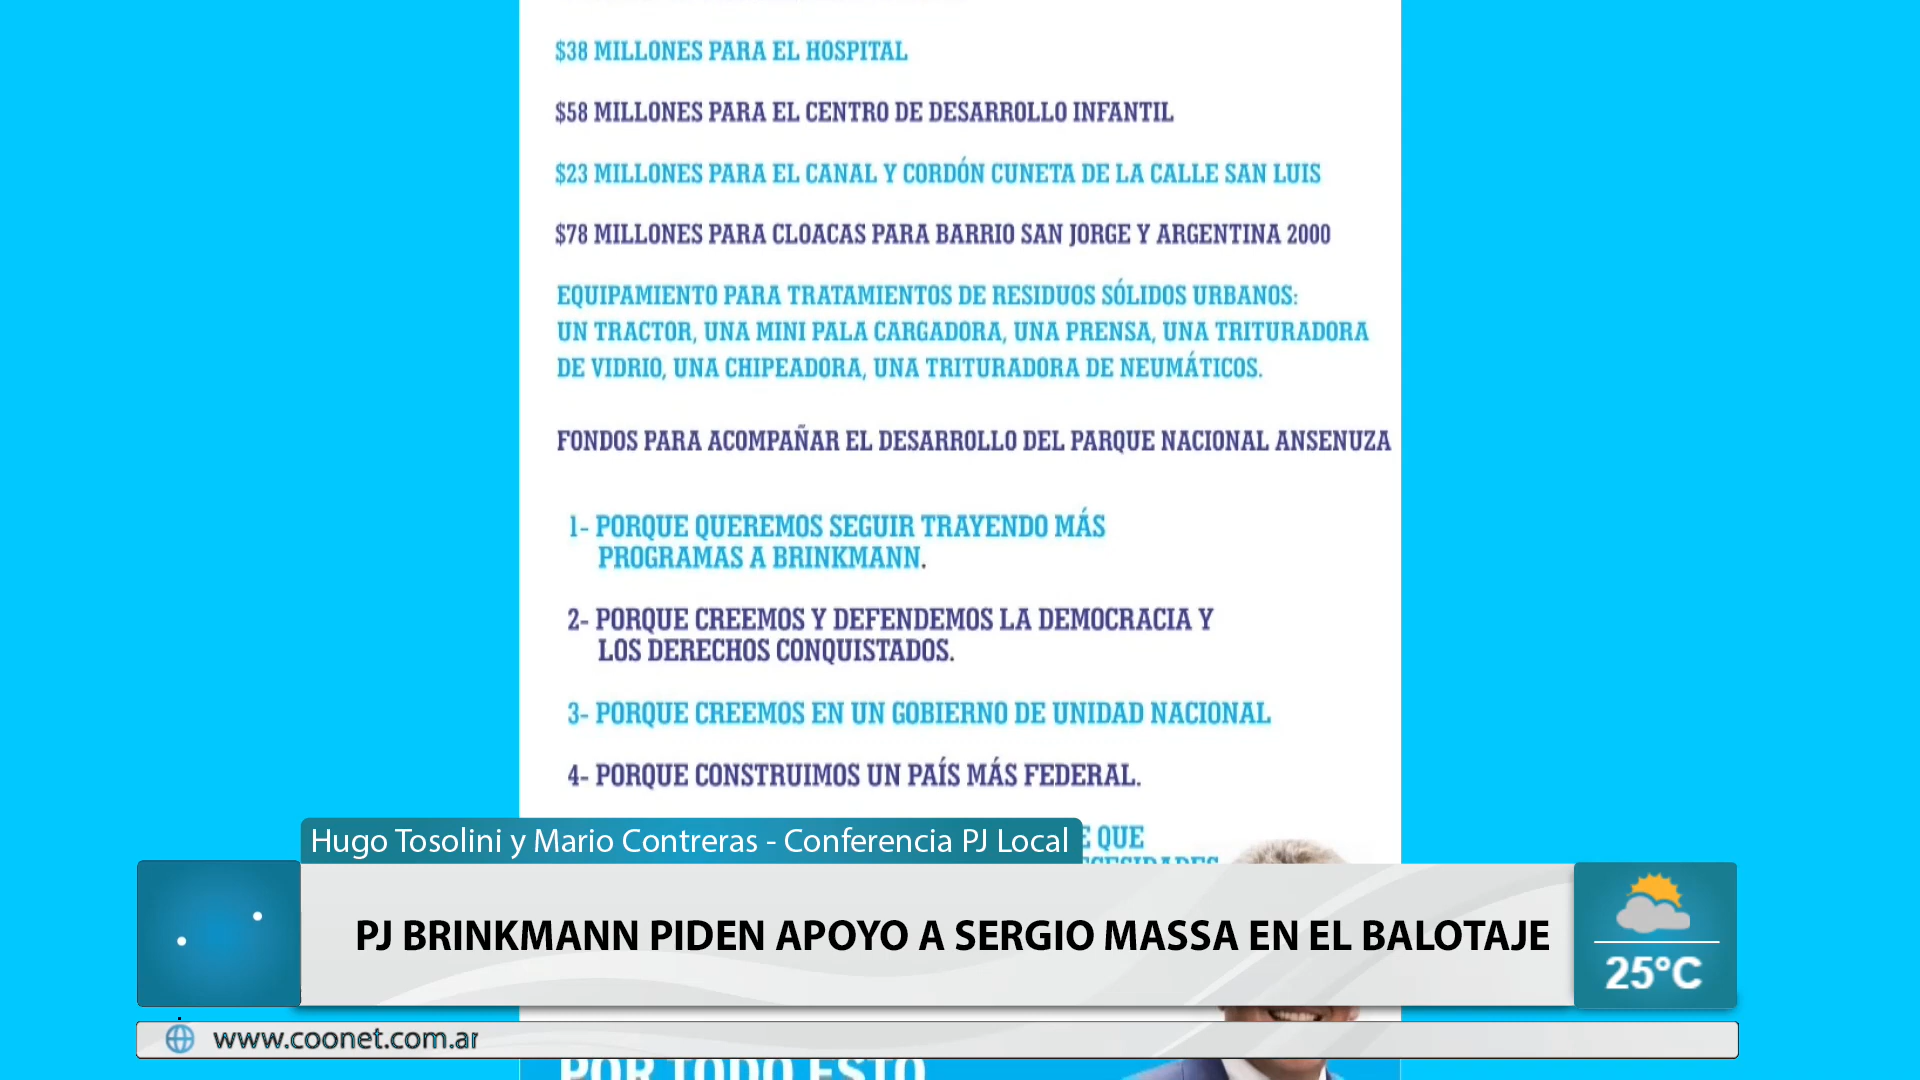 $38 MILLONES PARA EL HOSPITAL
$58 MILLONES PARA EL CENTRO DE DESARROLLO INFANTIL
$23 MILLONES PARA EL CANAL Y CORDÓN CUNETA DE LA CALLE SAN LUIS
$78 MILLONES PARA CLOACAS PARA BARRIO SAN JORGE Y ARGENTINA 2000
EQUIPAMIENTO PARA TRATAMIENTOS DE RESIDUOS SÓLIDOS URBANOS:
UN TRACTOR, UNA MINI PALA CARGADORA, UNA PRENSA, UNA TRITURADORA
DE VIDRIO, UNA CHIPEADORA, UNA TRITURADORA DE NEUMÁTICOS.
FONDOS PARA ACOMPAÑAR EL DESARROLLO DEL PARQUE NACIONAL ANSENUZA
1- PORQUE QUEREMOS SEGUIR TRAYENDO MÁS
PROGRAMAS A BRINKMANN.
2- PORQUE CREEMOS Y DEFENDEMOS LA DEMOCRACIA Y
LOS DERECHOS CONQUISTADOS.
3- PORQUE CREEMOS EN UN GOBIERNO DE UNIDAD NACIONAL
4- PORQUE CONSTRUIMOS UN PAÍS MÁS FEDERAL.
QUE
Hugo Tosolini y Mario Contreras - Conferencia PJ Local
PJ BRINKMANN PIDEN APOYO A SERGIO MASSA EN EL BALOTAJE
25°C
www.coonet.com.ar
POR TODO ESTO